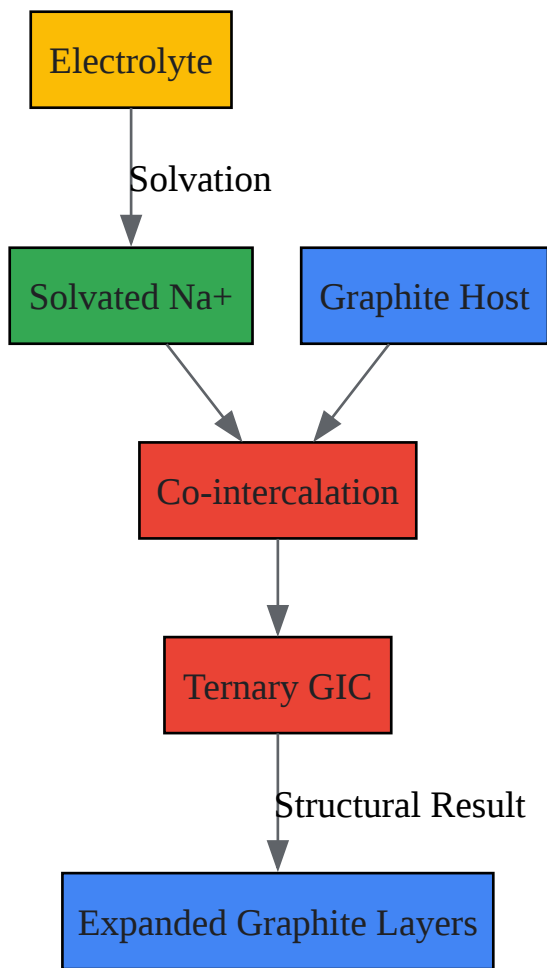 Electrolyte
Solvation
Solvated Na+
Graphite Host
Co-intercalation
Ternary GIC
Structural Result
Expanded Graphite Layers